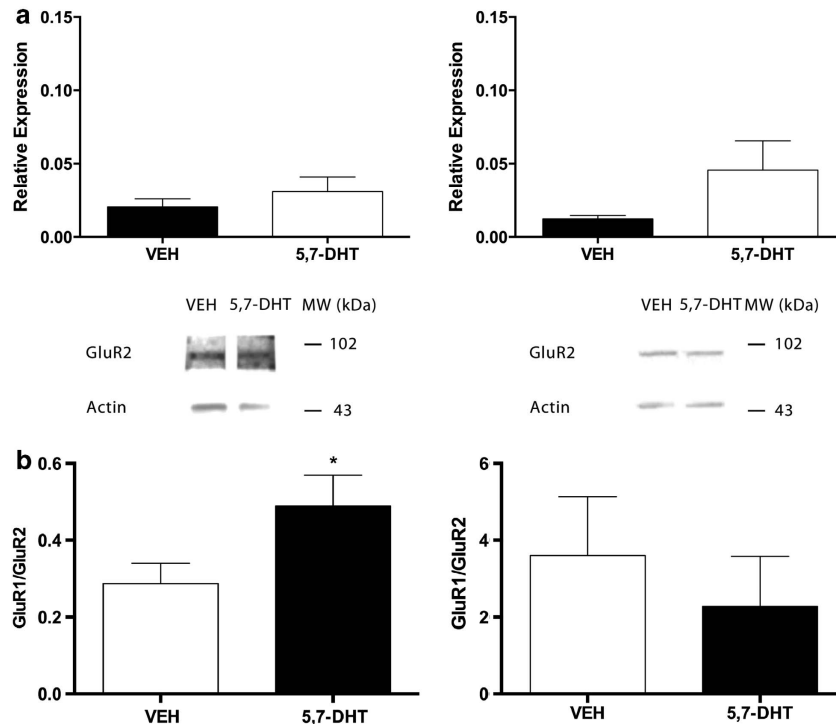 a
Relative Expression
0.15
0.10
0.05
0.00
VEH 5,7-DHT
Relative Expression
0.15
0.10
0.05
0.00
VEH 5,7-DHT
VEH 5,7-DHT MW (kDa)
GluR2 — 102
Actin — 43
VEH 5,7-DHT MW (kDa)
GluR2 — 102
Actin — 43
b
GluR1/GluR2
0.6
0.4
0.2
0.0
*
VEH 5,7-DHT
GluR1/GluR2
6
4
2
0
VEH 5,7-DHT